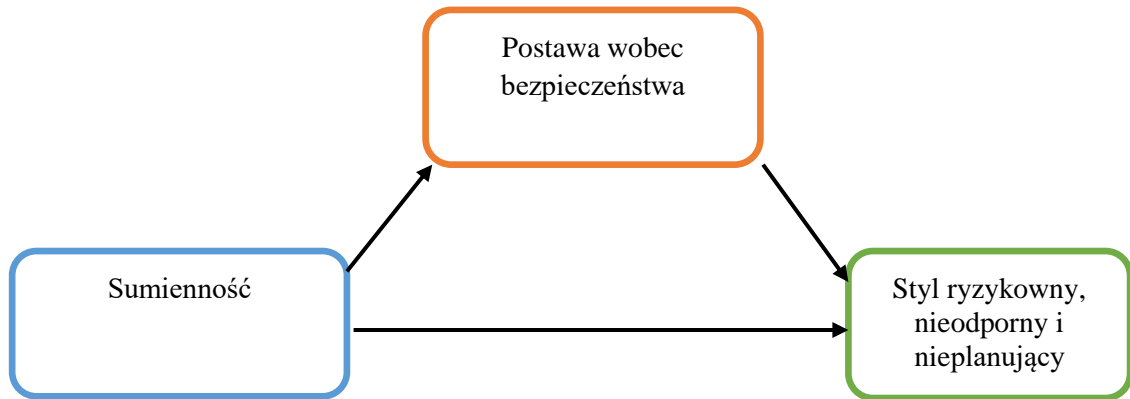 Postawa wobec
bezpieczeństwa
Sumienność
Styl ryzykowny,
nieodporny i
nieplanujący